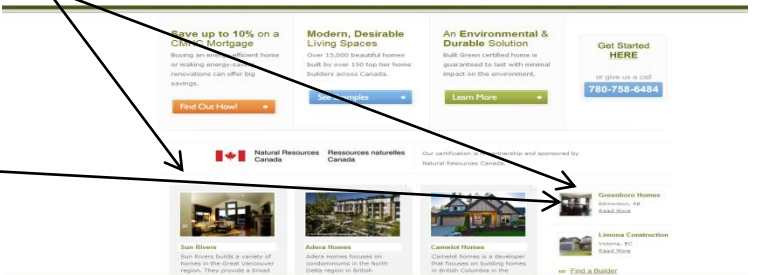 Save up to 10% on a
CMHC Mortgage
Buying an energy-efficient home
or making energy-saving
renovations can offer big
savings.
Find Out How!
Modern, Desirable
Living Spaces
Over 15,000 beautiful homes
built by over 150 top tier home
builders across Canada.
See Examples
An Environmental &
Durable Solution
Built Green certified home is
guaranteed to last with minimal
impact on the environment.
Learn More
Get Started
HERE
or give us a call
780-758-6484
Natural Resources
Canada
Ressources naturelles
Canada
Our certification is in partnership and sponsored by
Natural Resources Canada.
Sun Rivers
Sun Rivers builds a variety of
homes in the Great Vancouver
region. They provide a broad
Adera Homes
Adera Homes focuses on
condominiums in the North
Delta region in British
Camelot Homes
Camelot homes is a developer
that focuses on building homes
in British Columbia in the
Greenboro Homes
Edmonton, AB
Read More
Limona Construction
Victoria, BC
Read More
Find a Builder